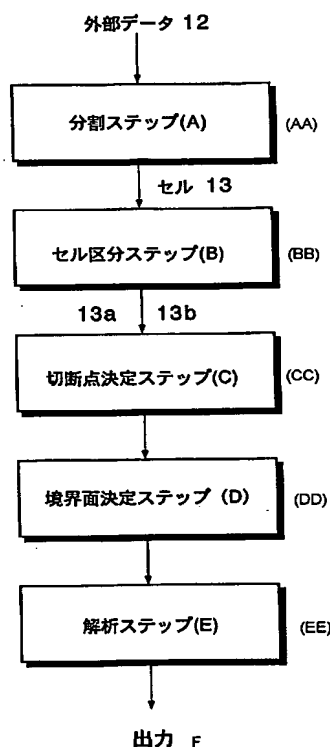 外部データ 12
分割ステップ(A)
(AA)
セル 13
セル区分ステップ(B)
(BB)
13a 13b
切断点決定ステップ(C)
(CC)
境界面決定ステップ (D)
(DD)
解析ステップ(E)
(EE)
出力 F